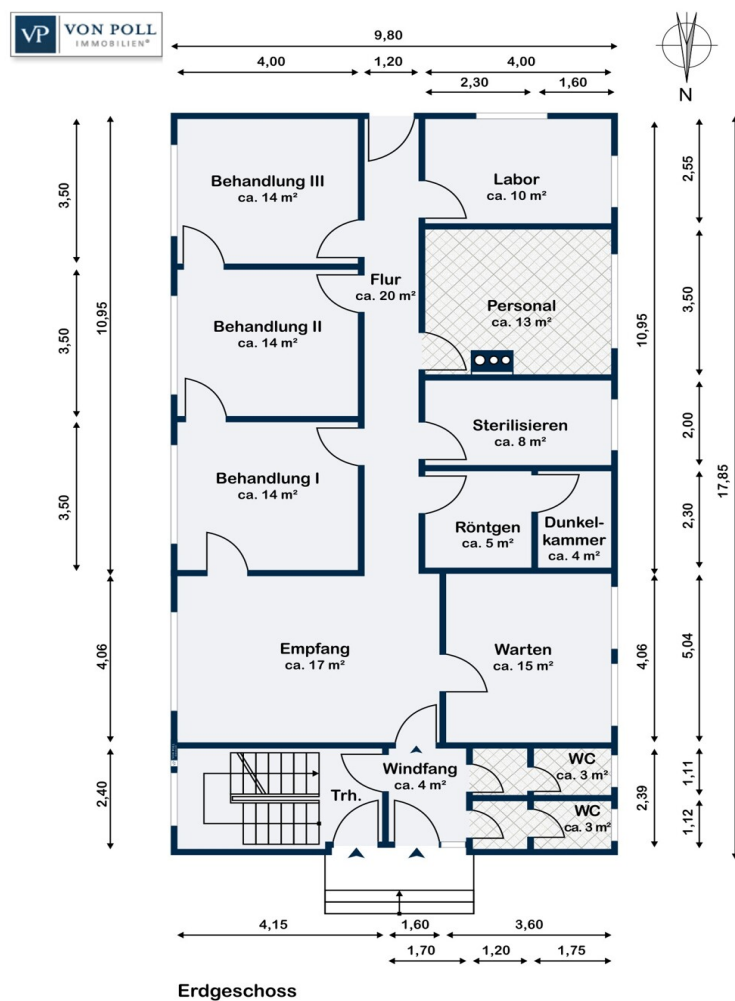 VP VON POLL
IMMOBILIEN®
9,80
4,00 1,20 4,00
2,30 1,60
N
Behandlung III
ca. 14 m²
Labor
ca. 10 m²
3,50
2,55
Flur
ca. 20 m²
Personal
ca. 13 m²
3,50
10,95
Behandlung II
ca. 14 m²
3,50
10,95
Sterilisieren
ca. 8 m²
2,00
17,85
Behandlung I
ca. 14 m²
3,50
Röntgen
ca. 5 m²
Dunkel-
kammer
ca. 4 m²
2,30
Empfang
ca. 17 m²
Warten
ca. 15 m²
4,06
4,06
5,04
Windfang
ca. 4 m²
WC
ca. 3 m²
1,11
2,40
Trh.
2,39
WC
ca. 3 m²
1,12
4,15 1,60 3,60
1,70 1,20 1,75
Erdgeschoss